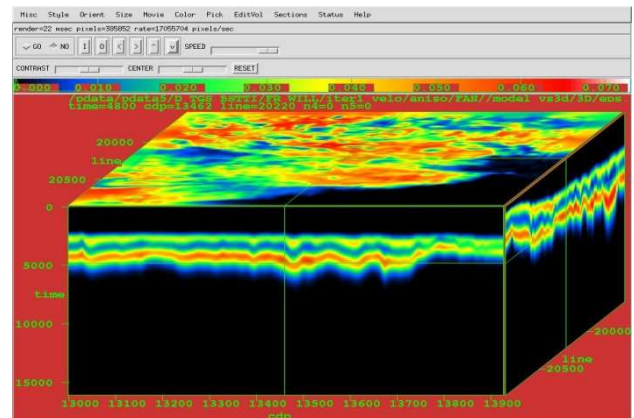 Misc Style Orient Size Movie Color Pick EditVol Sections Status Help
render=22 msec pixels=385852 rate=17055704 pixels/sec
GO NO I O < > ^ v SPEED
CONTRAST CENTER RESET
0.000 0.010 0.020 0.030 0.040 0.050 0.060 0.070
time=4800 cdp=13462 line=20220 n4=0 n5=0
20000
line
20500
0
5000
time
10000
15000
13000 13100 13200 13300 13400 13500 13600 13700 13800 13900
cdp
20000
line
20500